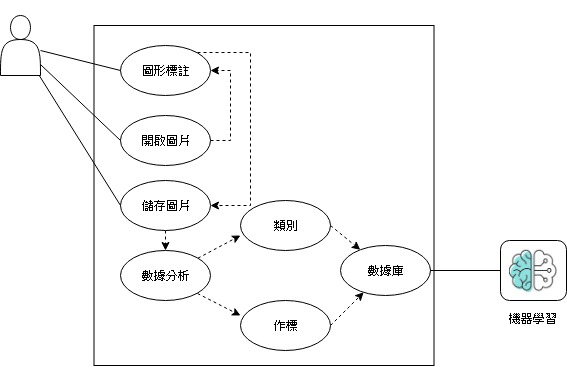 圖形標註
開啟圖片
儲存圖片
類別
數據分析
數據庫
作標
機器學習